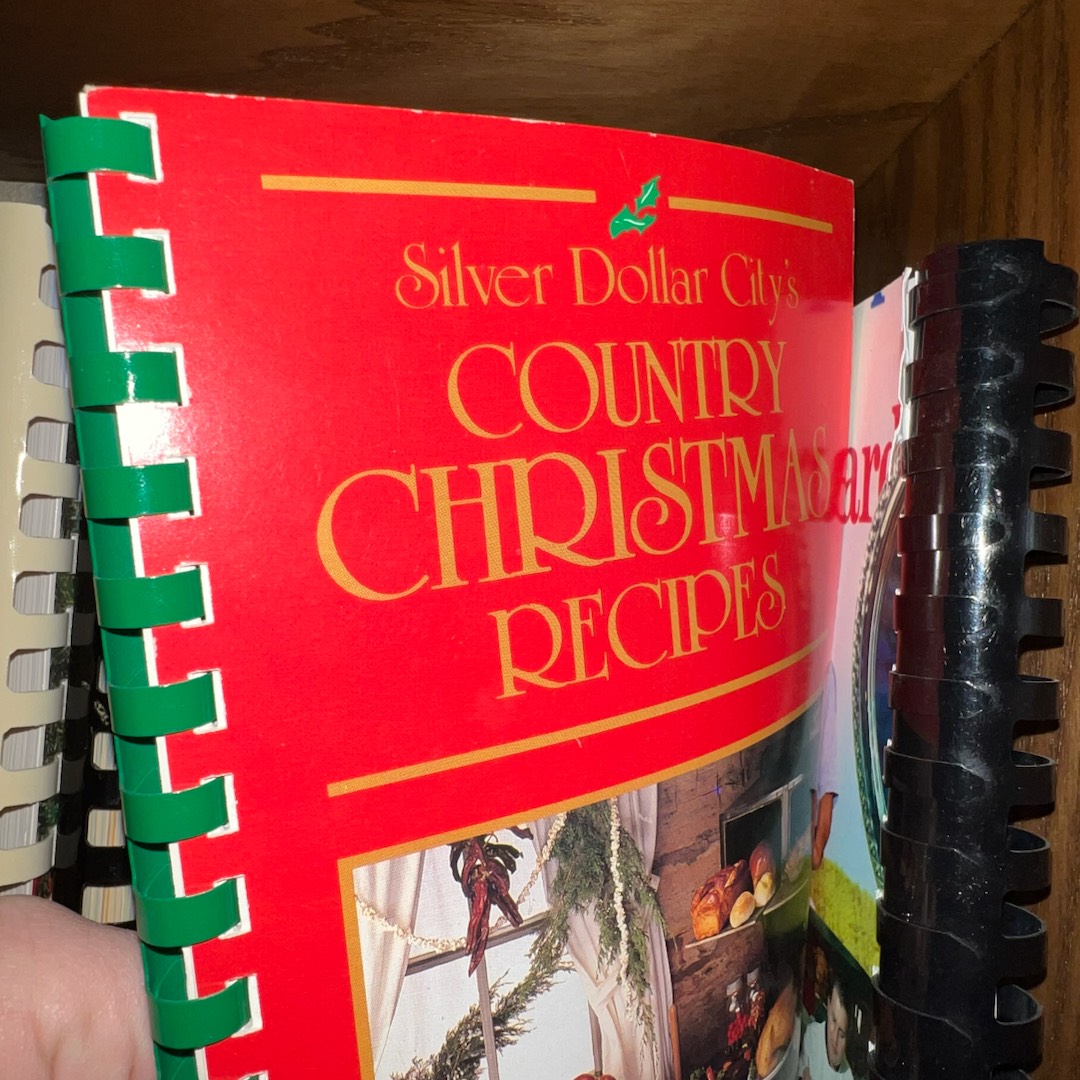 Silver Dollar City's
COUNTRY
CHRISTMAS
RECIPES